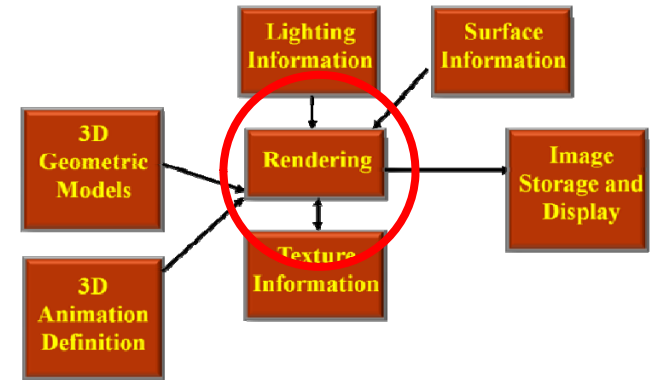 Lighting
Information
Surface
Information
3D
Geometric
Models
Rendering
Image
Storage and
Display
Texture
Information
3D
Animation
Definition